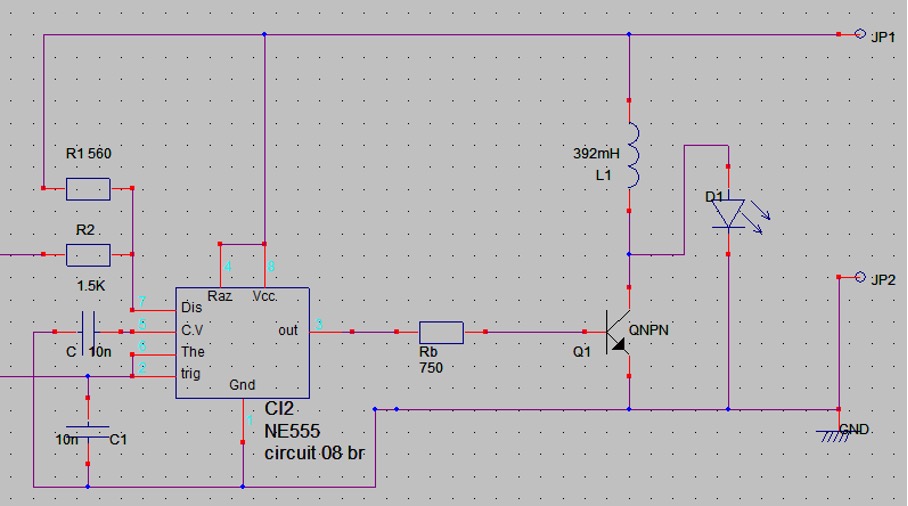 JP1
R1 560
392mH
L1
D1
R2
1.5K
4
8
JP2
Raz
Vcc.
7
Dis
5
C.V
out
3
QNPN
C
10n
6
The
Rb
Q1
2
trig
750
Gnd
1
CI2
GND
10n
C1
NE555
circuit 08 br